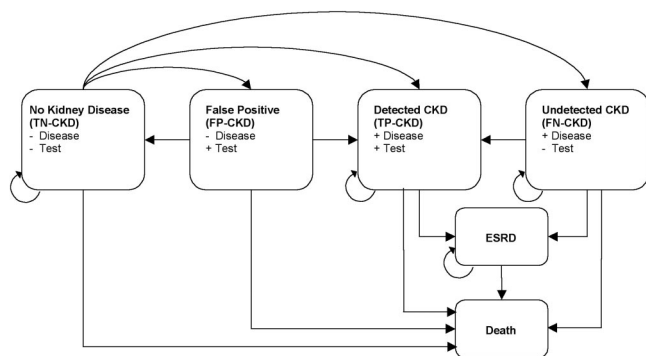 No Kidney Disease
(TN-CKD)
- Disease
- Test
False Positive
(FP-CKD)
- Disease
+ Test
Detected CKD
(TP-CKD)
+ Disease
+ Test
Undetected CKD
(FN-CKD)
+ Disease
- Test
ESRD
Death